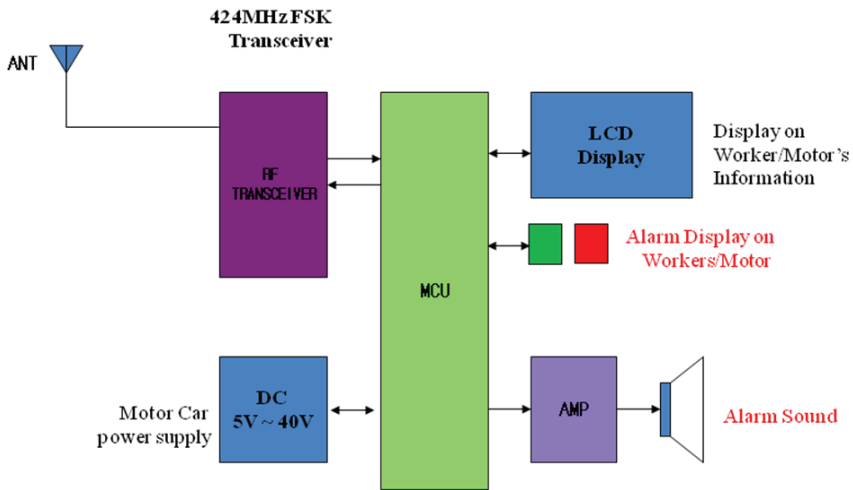 424MHz FSK
Transceiver
ANT
RF
TRANSCEIVER
MCU
LCD
Display
Display on
Worker/Motor's
Information
Alarm Display on
Workers/Motor
Motor Car
power supply
DC
5V ~ 40V
AMP
Alarm Sound